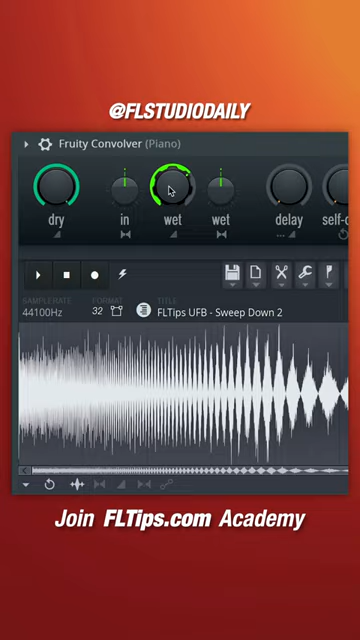 @FLSTUDIODAILY
Fruity Convolver (Piano)
dry in wet wet delay self-c
SAMPLERATE FORMAT TITLE
44100Hz 32 FLTips UFB - Sweep Down 2
Join FLTips.com Academy